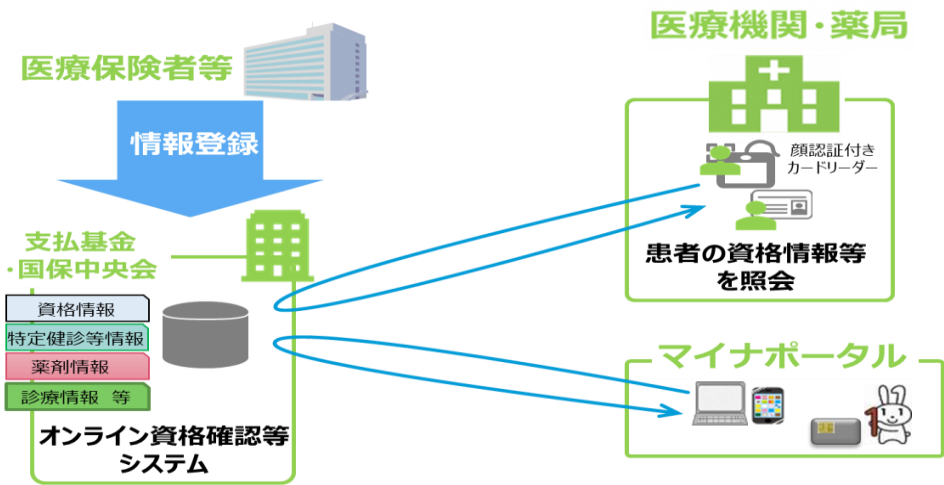 医療保険者等
情報登録
支払基金
・国保中央会
資格情報
特定健診等情報
薬剤情報
診療情報 等
オンライン資格確認等
システム
医療機関・薬局
顔認証付き
カードリーダー
患者の資格情報等
を照会
マイナポータル